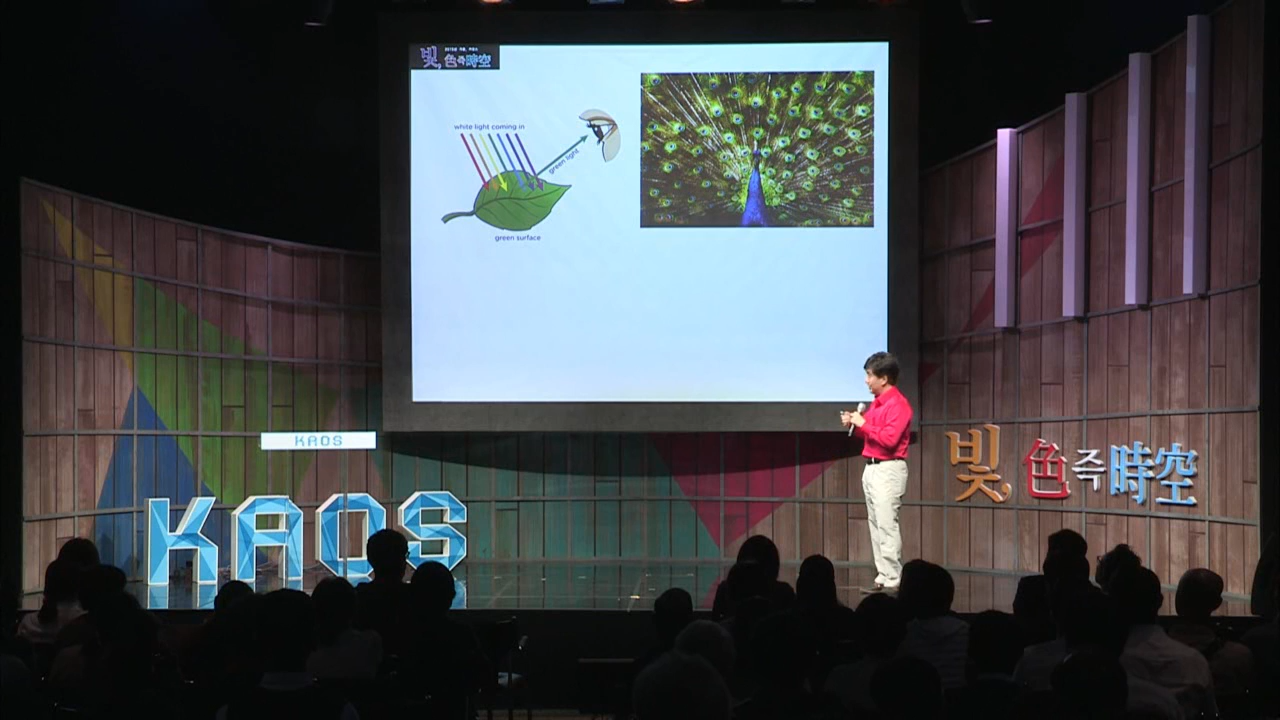 빛, 色 즉 時空
white light coming in
green light
green surface
KAOS
KAOS
빛, 色 즉 時空